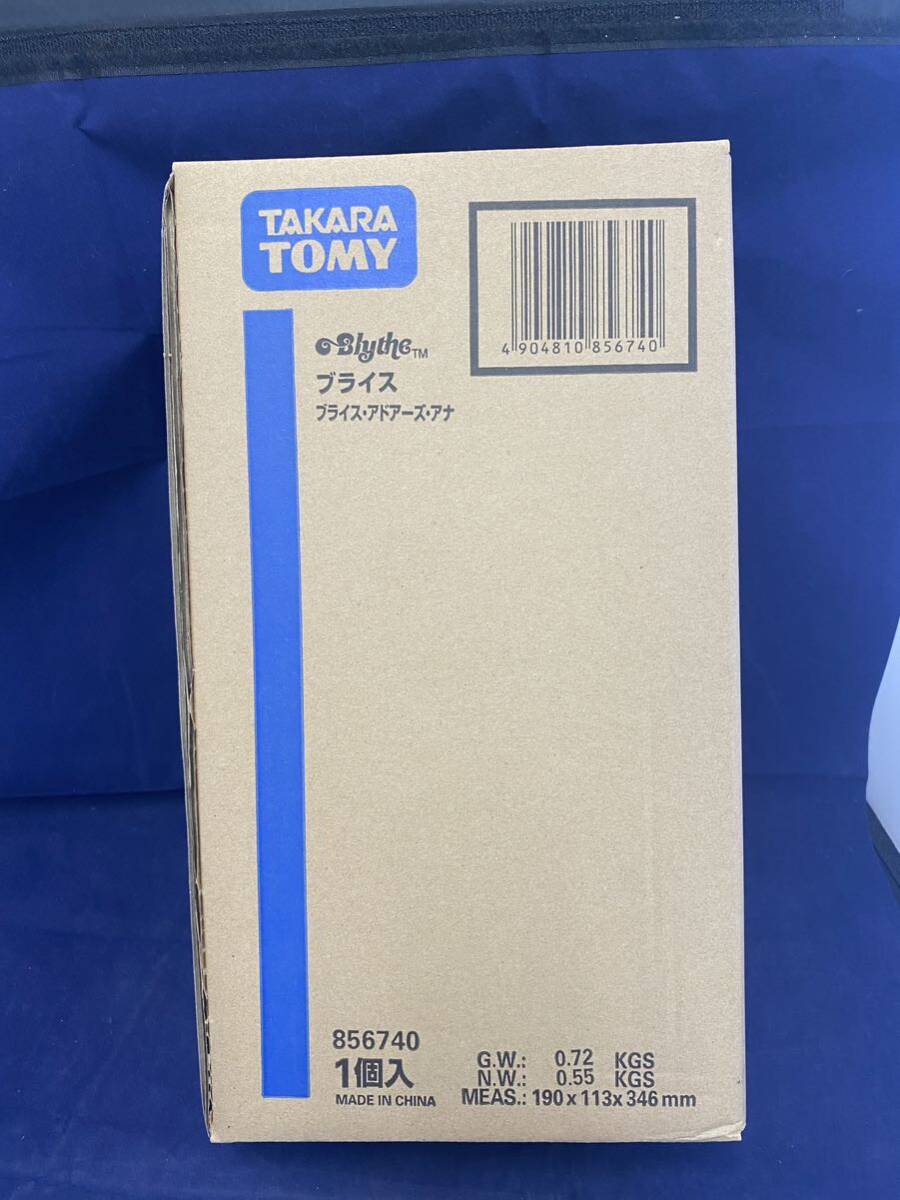 TAKARA
TOMY
4 904810 856740
Blythe™
ブライス
ブライス・アドアーズ・アナ
856740
1個入
MADE IN CHINA
G.W.: 0.72 KGS
N.W.: 0.55 KGS
MEAS.: 190 x 113 x 346 mm